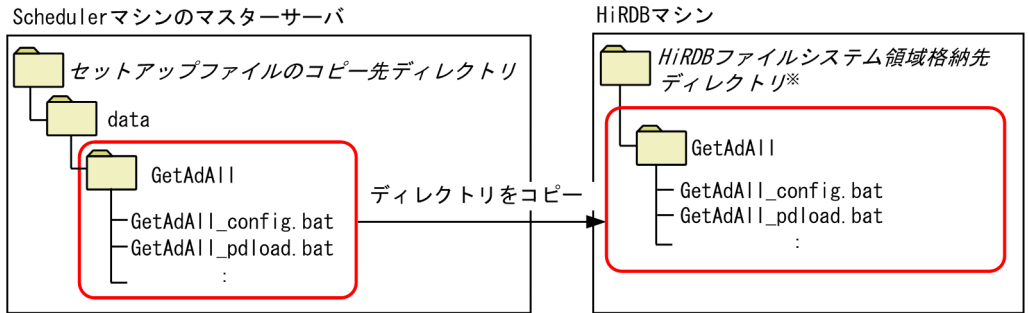 Schedulerマシンのマスターサーバ
セットアップファイルのコピー先ディレクトリ
data
GetAdAll
GetAdAll_config.bat
GetAdAll_pdload.bat
:
ディレクトリをコピー
HiRDBマシン
HiRDBファイルシステム領域格納先
ディレクトリ※
GetAdAll
GetAdAll_config.bat
GetAdAll_pdload.bat
: